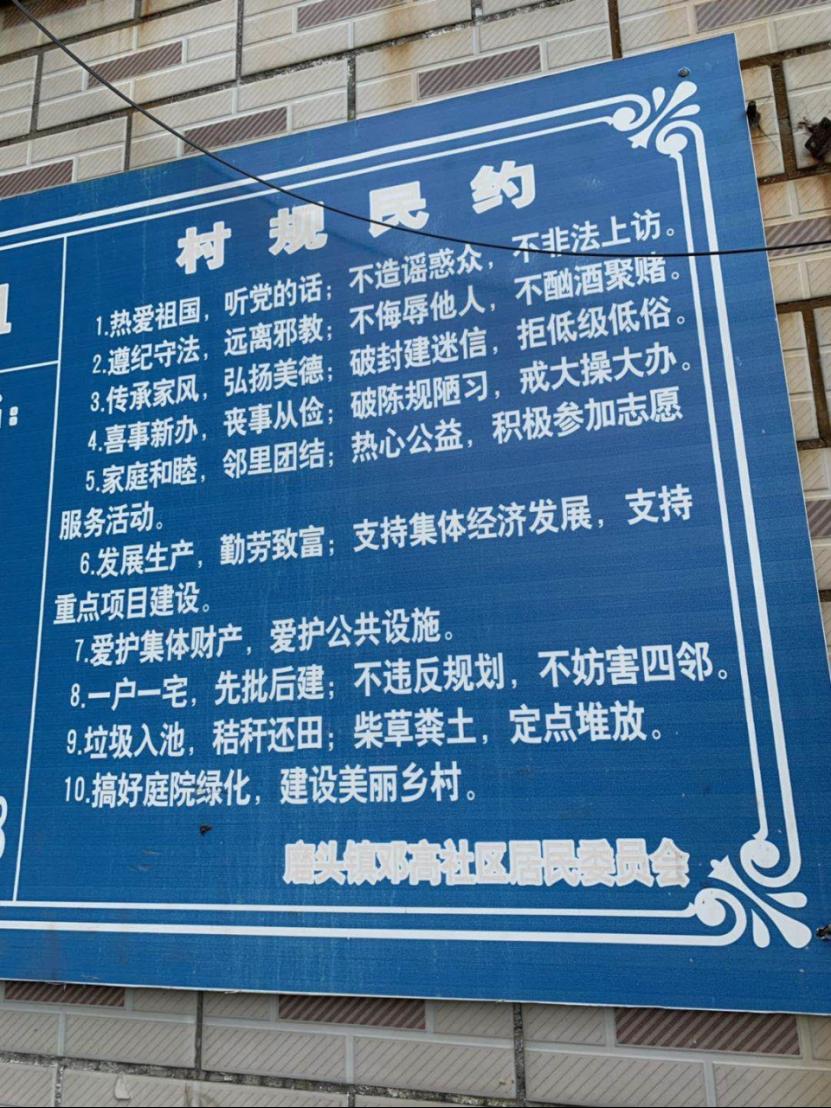 村规民约
1.热爱祖国，听党的话；不造谣惑众，不非法上访。
2.遵纪守法，远离邪教；不侮辱他人，不酗酒聚赌。
3.传承家风，弘扬美德；破封建迷信，拒低级低俗。
4.喜事新办，丧事从俭；破陈规陋习，戒大操大办。
5.家庭和睦，邻里团结；热心公益，积极参加志愿
服务活动。
6.发展生产，勤劳致富；支持集体经济发展，支持
重点项目建设。
7.爱护集体财产，爱护公共设施。
8.一户一宅，先批后建；不违反规划，不妨害四邻。
9.垃圾入池，秸秆还田；柴草粪土，定点堆放。
10.搞好庭院绿化，建设美丽乡村。
磨头镇邓高社区居民委员会